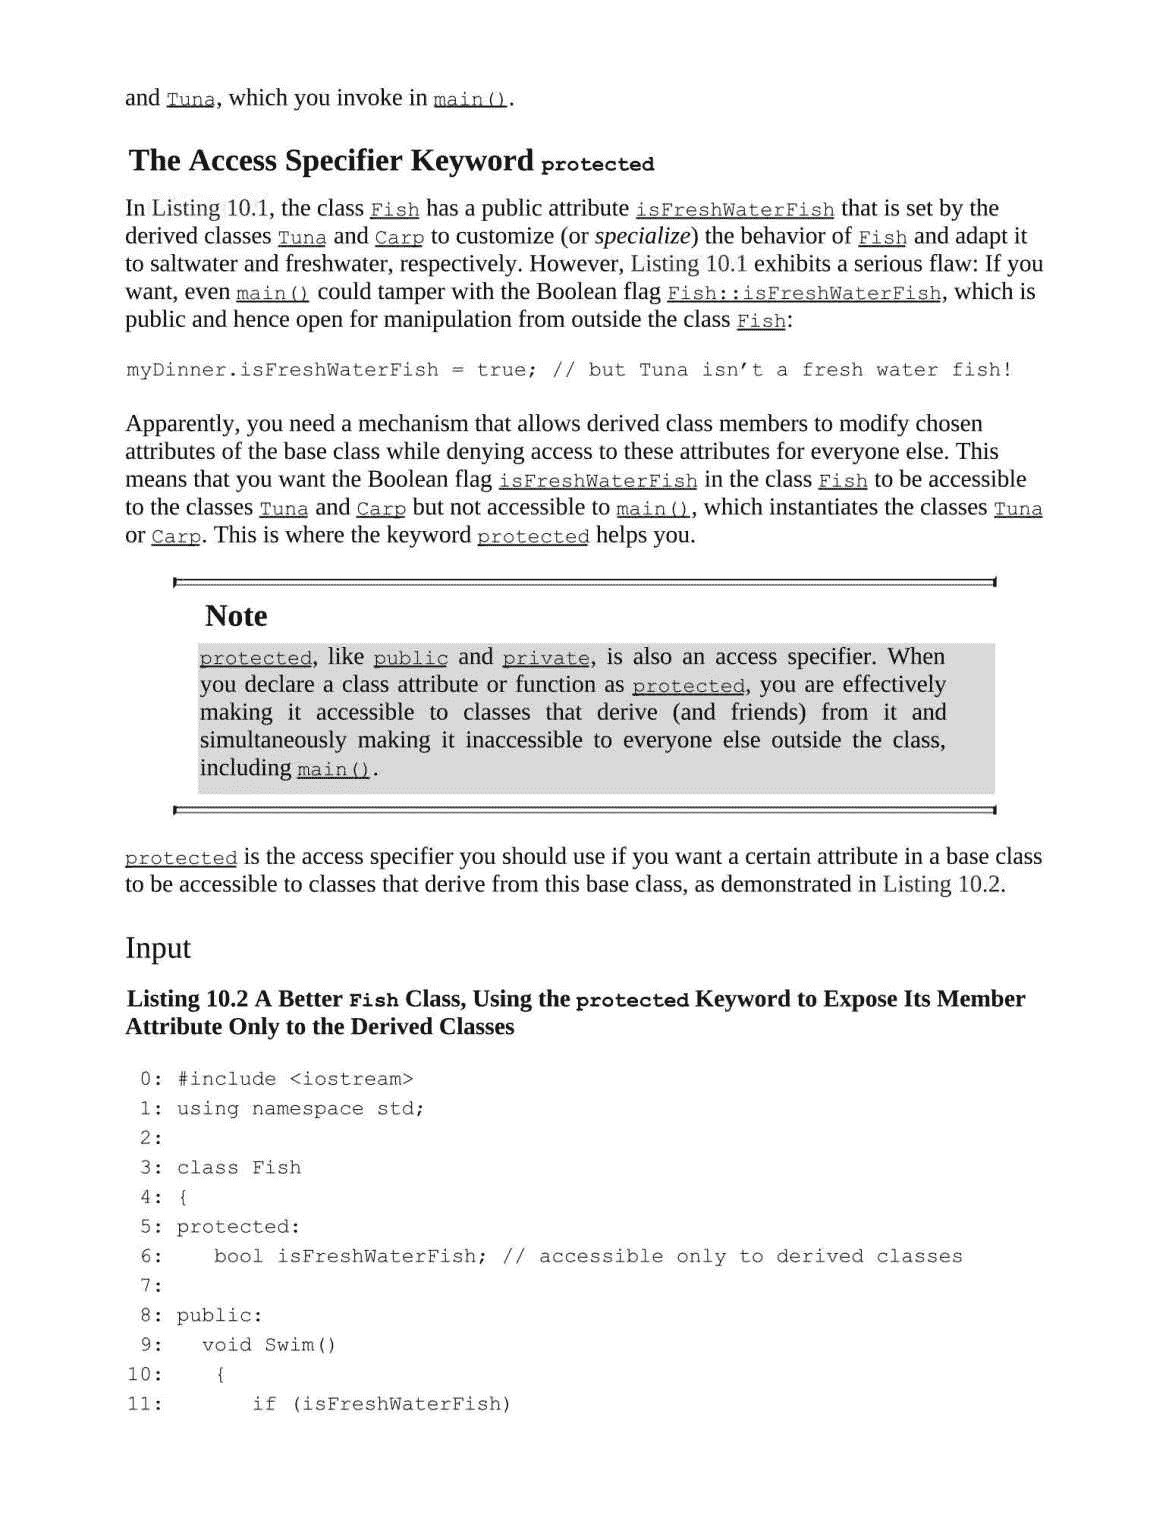 and Tuna, which you invoke in main().
The Access Specifier Keyword protected
In Listing 10.1, the class Fish has a public attribute isFreshWaterFish that is set by the
derived classes Tuna and Carp to customize (or specialize) the behavior of Fish and adapt it
to saltwater and freshwater, respectively. However, Listing 10.1 exhibits a serious flaw: If you
want, even main() could tamper with the Boolean flag Fish::isFreshWaterFish, which is
public and hence open for manipulation from outside the class Fish:
myDinner.isFreshWaterFish = true; // but Tuna isn’t a fresh water fish!
Apparently, you need a mechanism that allows derived class members to modify chosen
attributes of the base class while denying access to these attributes for everyone else. This
means that you want the Boolean flag isFreshWaterFish in the class Fish to be accessible
to the classes Tuna and Carp but not accessible to main(), which instantiates the classes Tuna
or Carp. This is where the keyword protected helps you.
Note
protected, like public and private, is also an access specifier. When
you declare a class attribute or function as protected, you are effectively
making it accessible to classes that derive (and friends) from it and
simultaneously making it inaccessible to everyone else outside the class,
including main().
protected is the access specifier you should use if you want a certain attribute in a base class
to be accessible to classes that derive from this base class, as demonstrated in Listing 10.2.
Input
Listing 10.2 A Better Fish Class, Using the protected Keyword to Expose Its Member
Attribute Only to the Derived Classes
0: #include <iostream>
1: using namespace std;
2:
3: class Fish
4: {
5: protected:
6:    bool isFreshWaterFish; // accessible only to derived classes
7:
8: public:
9:   void Swim()
10:    {
11:       if (isFreshWaterFish)